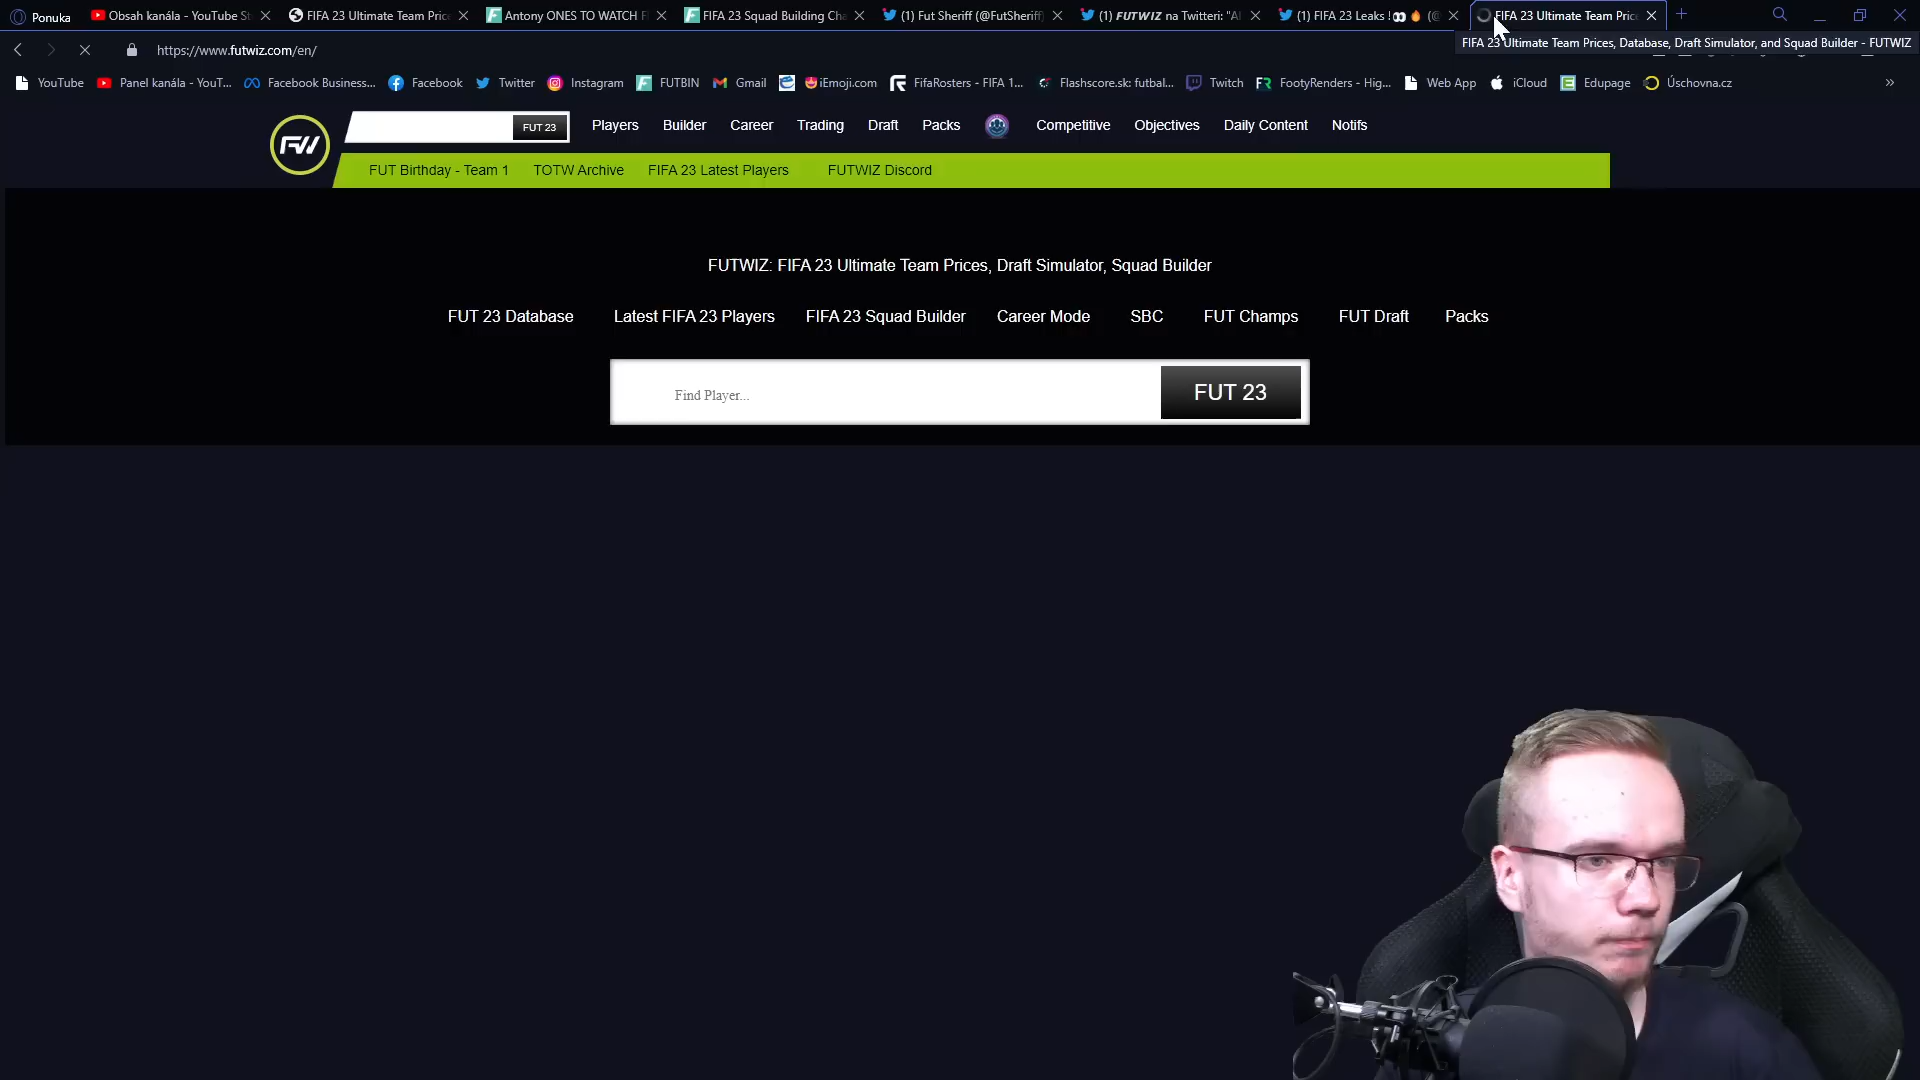 Ponuka
Obsah kanála - YouTube St
FIFA 23 Ultimate Team Pric
Antony ONES TO WATCH F
FIFA 23 Squad Building Cha
(1) Fut Sheriff (@FutSheriff)
(1) FUTWIZ na Twitteri: "Al
(1) FIFA 23 Leaks !👀🔥 (@
FIFA 23 Ultimate Team Pric
FIFA 23 Ultimate Team Prices, Database, Draft Simulator, and Squad Builder - FUTWIZ
https://www.futwiz.com/en/
YouTube
Panel kanála - YouT...
Facebook Business...
Facebook
Twitter
Instagram
FUTBIN
Gmail
😍iEmoji.com
FifaRosters - FIFA 1...
Flashscore.sk: futbal...
Twitch
FootyRenders - Hig...
Web App
iCloud
Edupage
Úschovna.cz
FW
FUT 23
Players
Builder
Career
Trading
Draft
Packs
Competitive
Objectives
Daily Content
Notifs
FUT Birthday - Team 1
TOTW Archive
FIFA 23 Latest Players
FUTWIZ Discord
FUTWIZ: FIFA 23 Ultimate Team Prices, Draft Simulator, Squad Builder
FUT 23 Database
Latest FIFA 23 Players
FIFA 23 Squad Builder
Career Mode
SBC
FUT Champs
FUT Draft
Packs
Find Player...
FUT 23